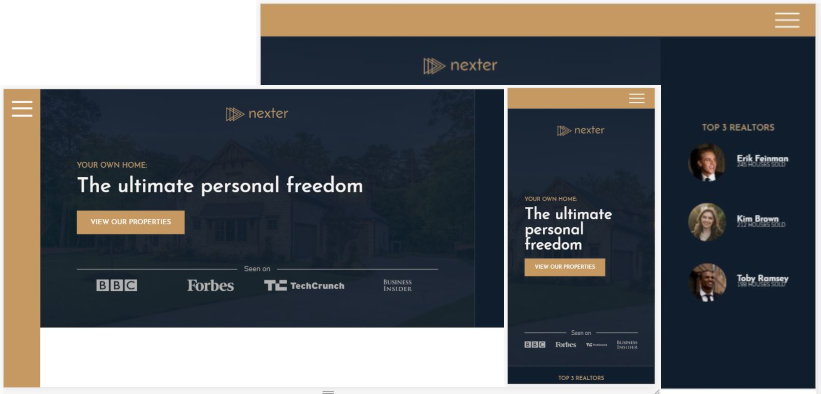 nexter
nexter
YOUR OWN HOME:
The ultimate personal freedom
VIEW OUR PROPERTIES
Seen on
BBC
Forbes
TechCrunch
BUSINESS
INSIDER
nexter
YOUR OWN HOME:
The ultimate
personal
freedom
VIEW OUR PROPERTIES
Seen on
BBC
Forbes
TechCrunch
BUSINESS
INSIDER
TOP 3 REALTORS
TOP 3 REALTORS
Erik Feinman
245 HOUSES SOLD
Kim Brown
212 HOUSES SOLD
Toby Ramsey
198 HOUSES SOLD